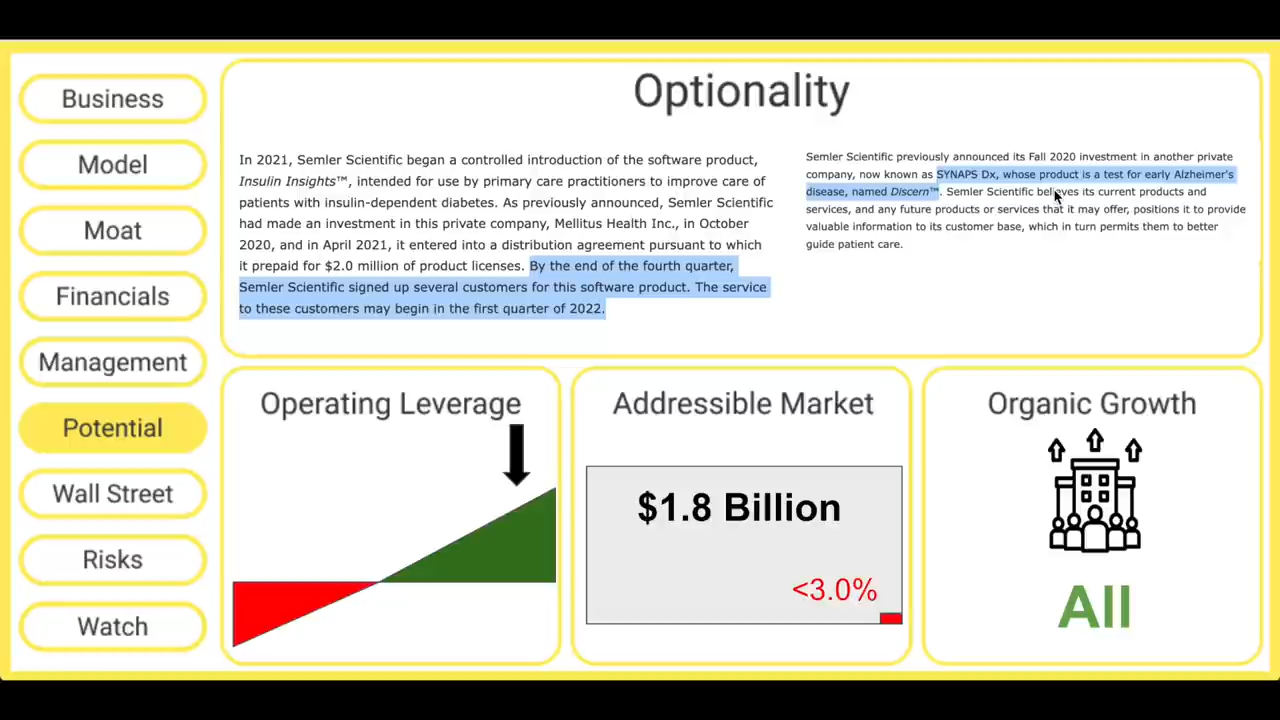 Business
Model
Moat
Financials
Management
Potential
Wall Street
Risks
Watch
Optionality
In 2021, Semler Scientific began a controlled introduction of the software product,
Insulin Insights™, intended for use by primary care practitioners to improve care of
patients with insulin-dependent diabetes. As previously announced, Semler Scientific
had made an investment in this private company, Mellitus Health Inc., in October
2020, and in April 2021, it entered into a distribution agreement pursuant to which
it prepaid for $2.0 million of product licenses. By the end of the fourth quarter,
Semler Scientific signed up several customers for this software product. The service
to these customers may begin in the first quarter of 2022.
Semler Scientific previously announced its Fall 2020 investment in another private
company, now known as SYNAPS Dx, whose product is a test for early Alzheimer's
disease, named Discern™. Semler Scientific believes its current products and
services, and any future products or services that it may offer, positions it to provide
valuable information to its customer base, which in turn permits them to better
guide patient care.
Operating Leverage
Addressible Market
$1.8 Billion
<3.0%
Organic Growth
All